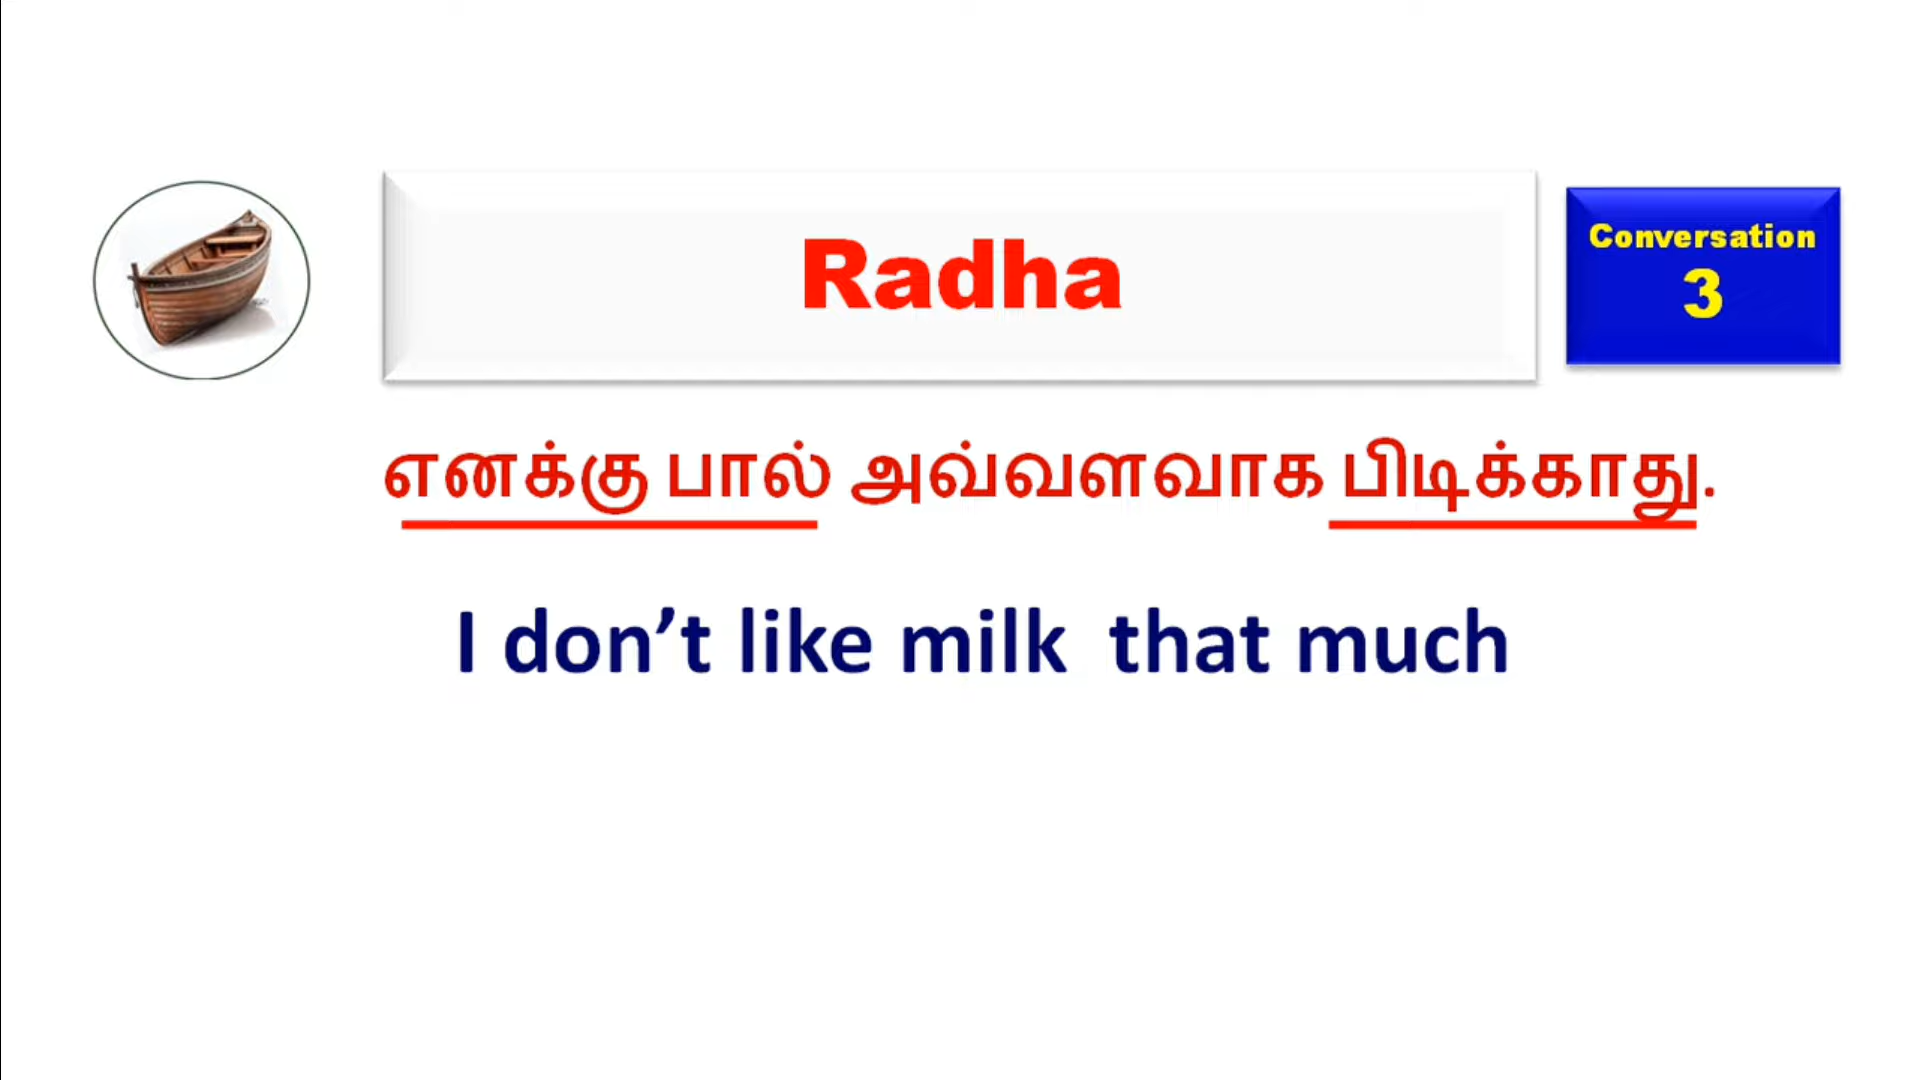 Radha
Conversation
3
எனக்கு பால் அவ்வளவாக பிடிக்காது.
I don’t like milk that much